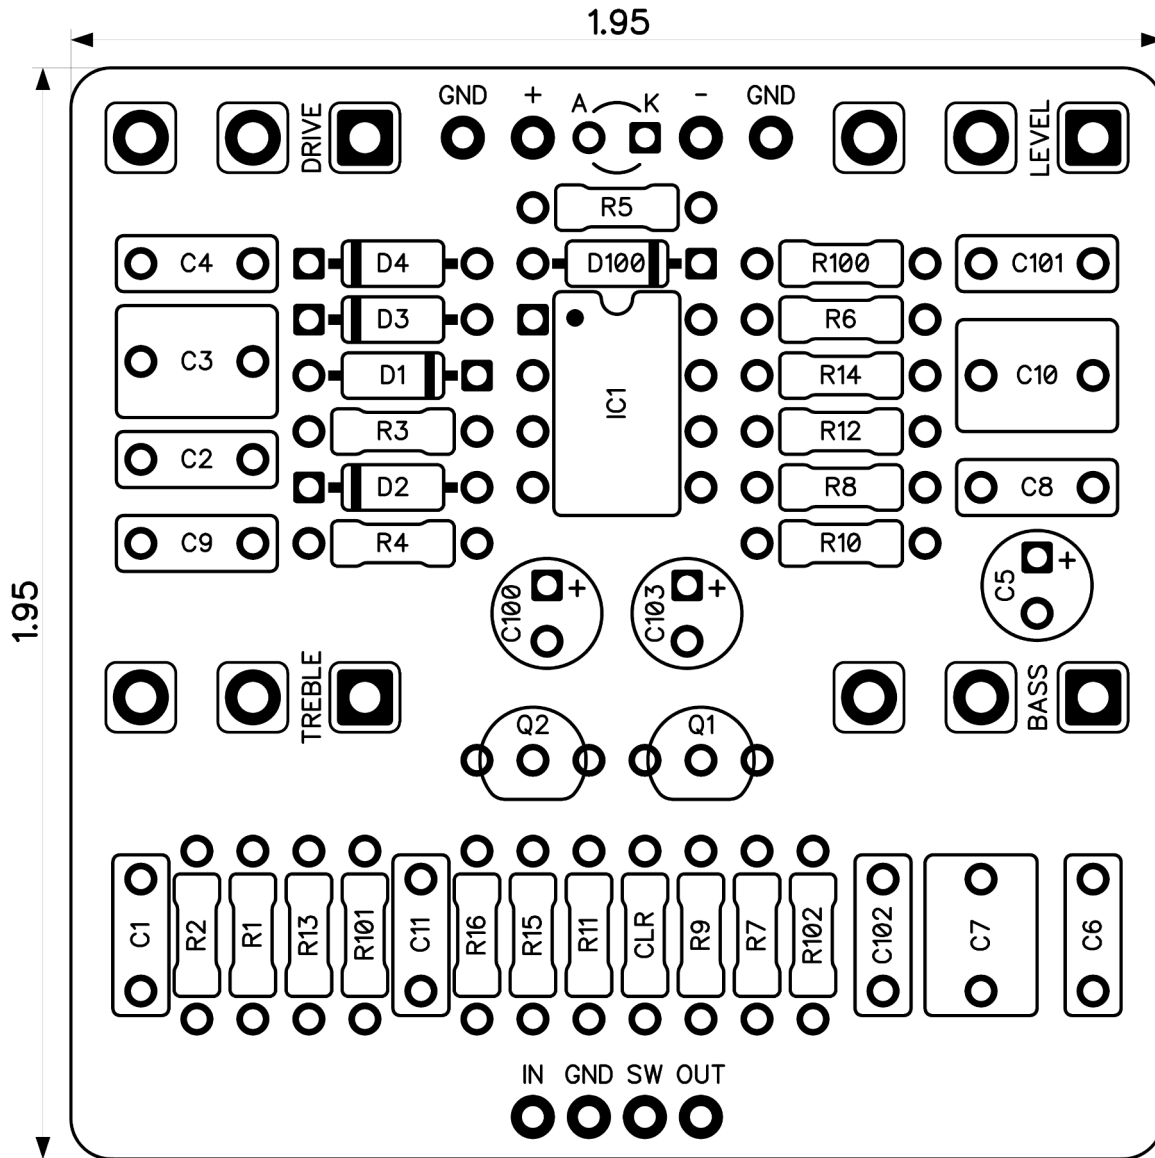 1.95
GND + A K - GND
DRIVE
LEVEL
R5
C4 D4 D100 R100 C101
D3 R6
C3 D1 R14 C10
IC1
R3 R12
C2 D2 R8 C8
C9 R4 R10
1.95
C100 + C103 + C5 +
TREBLE
BASS
Q2 Q1
C1 R2 R1 R13 R101 C11 R16 R15 R11 CLR R9 R7 R102 C102 C7 C6
IN GND SW OUT